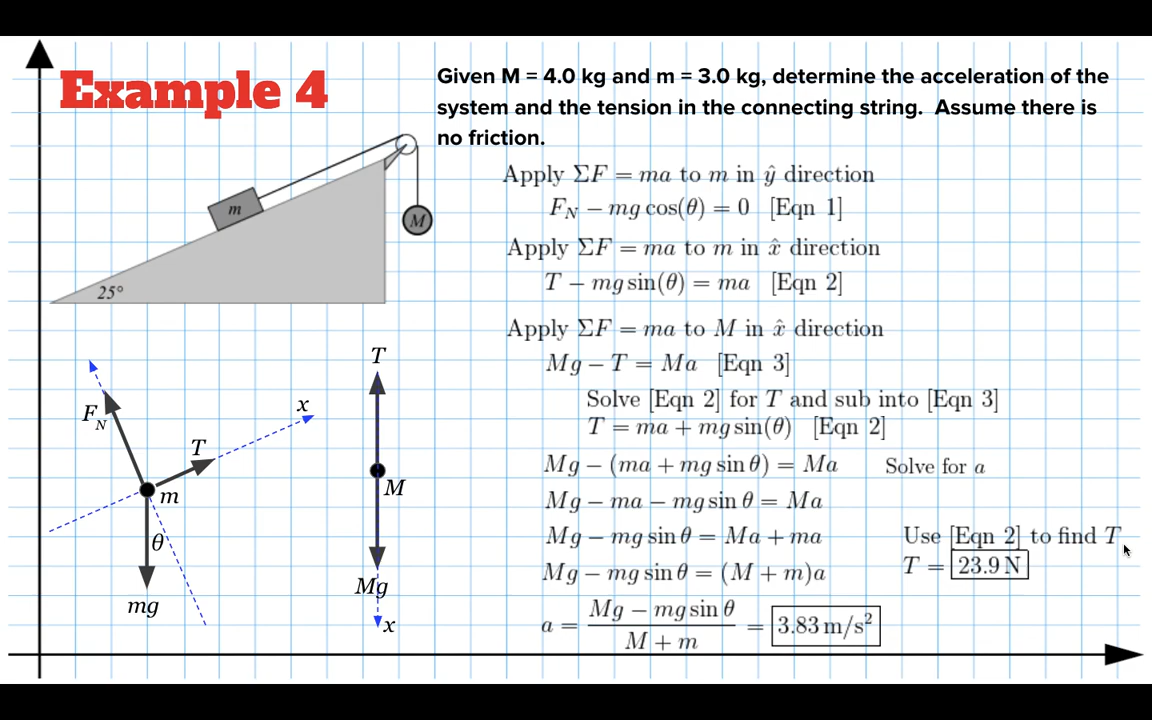 Example 4
Given M = 4.0 kg and m = 3.0 kg, determine the acceleration of the
system and the tension in the connecting string. Assume there is
no friction.
m
M
25°
Apply ΣF = ma to m in ŷ direction
F_N − mg cos(θ) = 0 [Eqn 1]
Apply ΣF = ma to m in x̂ direction
T − mg sin(θ) = ma [Eqn 2]
Apply ΣF = ma to M in x̂ direction
Mg − T = Ma [Eqn 3]
Solve [Eqn 2] for T and sub into [Eqn 3]
T = ma + mg sin(θ) [Eqn 2]
Mg − (ma + mg sin θ) = Ma Solve for a
Mg − ma − mg sin θ = Ma
Mg − mg sin θ = Ma + ma
Mg − mg sin θ = (M + m)a
a = (Mg − mg sin θ)/(M + m) = 3.83 m/s²
Use [Eqn 2] to find T
T = 23.9 N
F_N
T
x
m
θ
mg
T
M
Mg
x